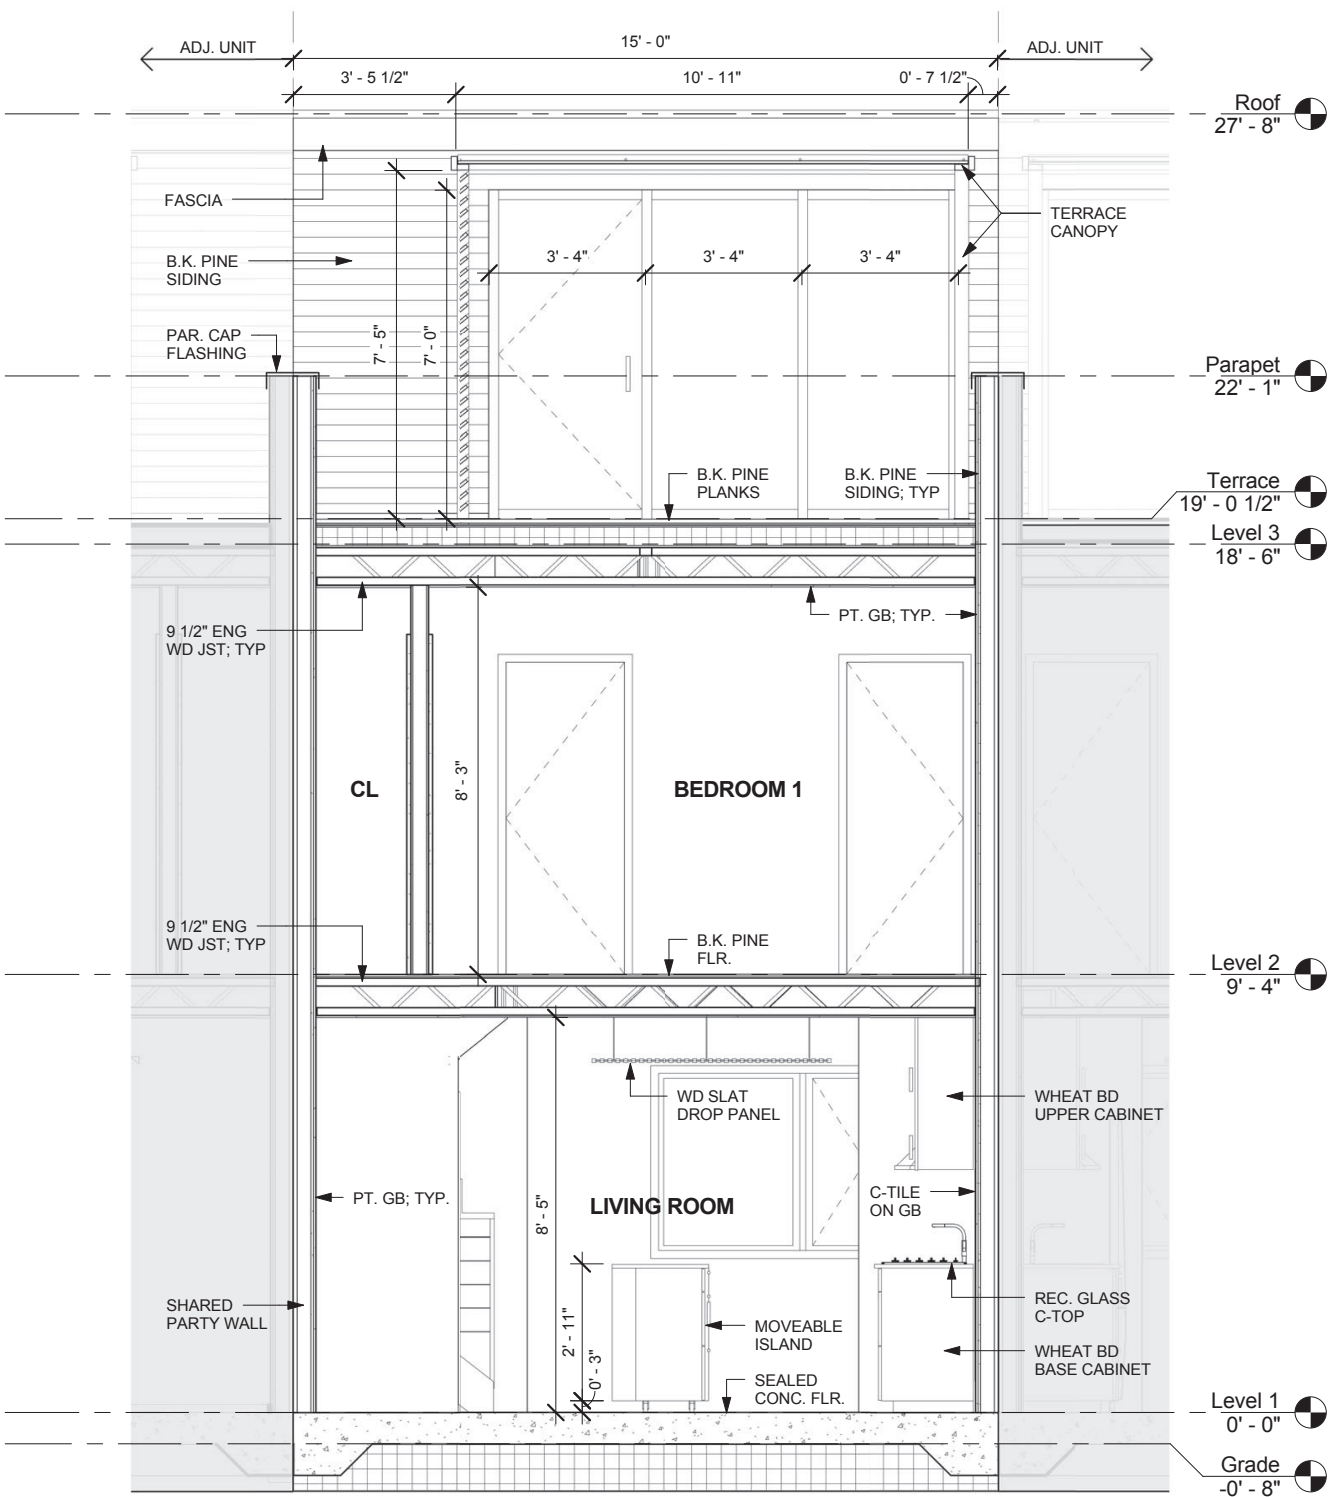 ADJ. UNIT
15' - 0"
ADJ. UNIT
3' - 5 1/2"
10' - 11"
0' - 7 1/2"
Roof
27' - 8"
FASCIA
TERRACE
CANOPY
B.K. PINE
SIDING
3' - 4"
3' - 4"
3' - 4"
7' - 5"
7' - 0"
PAR. CAP
FLASHING
Parapet
22' - 1"
B.K. PINE
PLANKS
B.K. PINE
SIDING; TYP
Terrace
19' - 0 1/2"
Level 3
18' - 6"
9 1/2" ENG
WD JST; TYP
PT. GB; TYP.
CL
8' - 3"
BEDROOM 1
9 1/2" ENG
WD JST; TYP
B.K. PINE
FLR.
Level 2
9' - 4"
WD SLAT
DROP PANEL
WHEAT BD
UPPER CABINET
PT. GB; TYP.
8' - 5"
LIVING ROOM
C-TILE
ON GB
SHARED
PARTY WALL
2' - 11"
0' - 3"
MOVEABLE
ISLAND
REC. GLASS
C-TOP
WHEAT BD
BASE CABINET
SEALED
CONC. FLR.
Level 1
0' - 0"
Grade
-0' - 8"